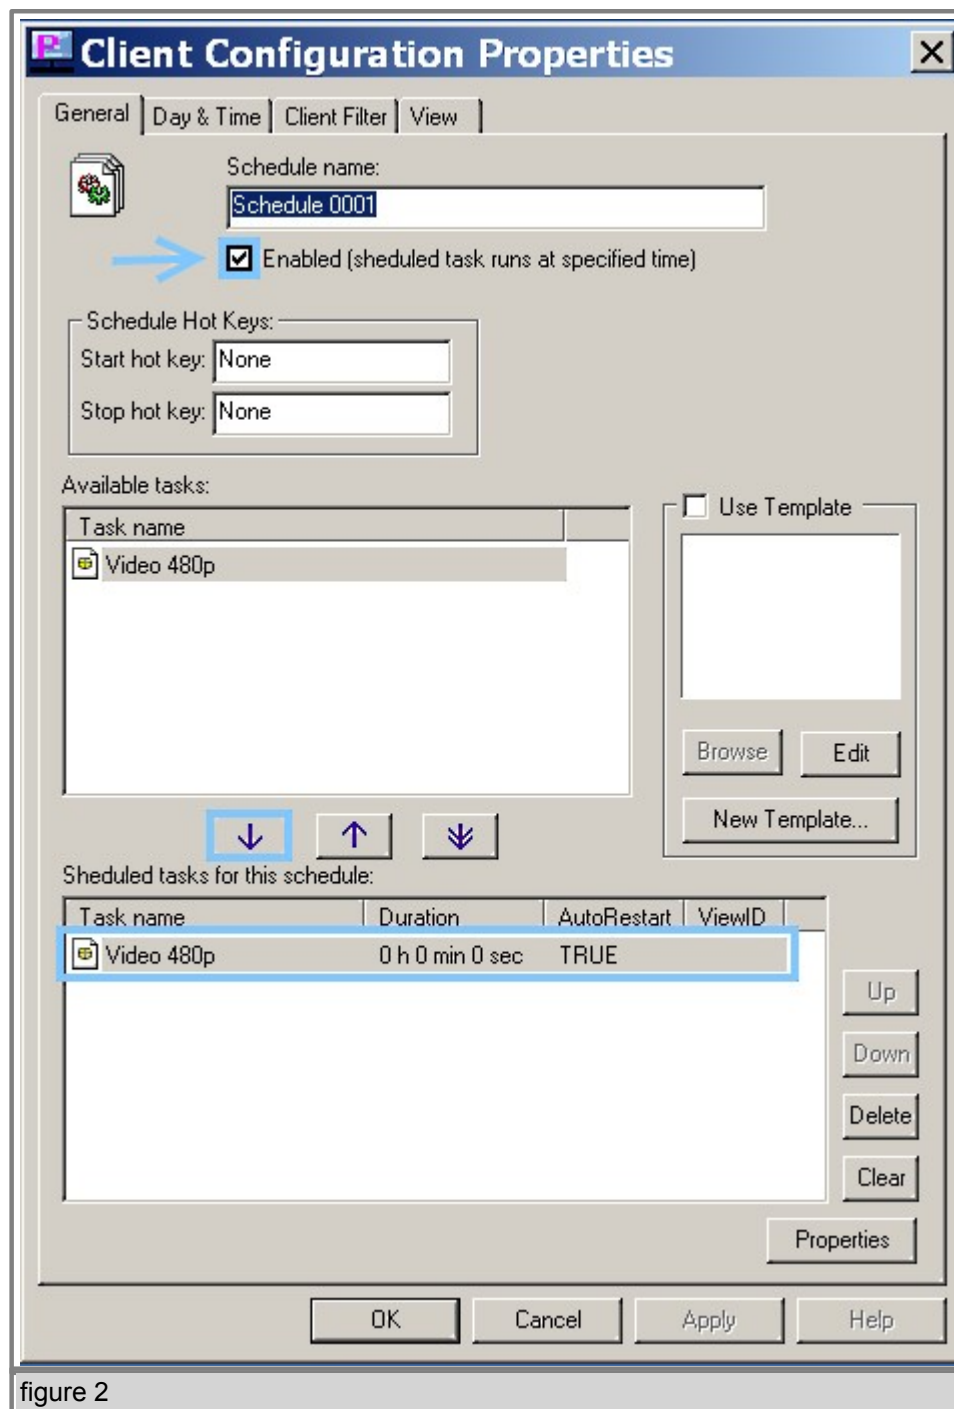 Client Configuration Properties
General Day & Time Client Filter View
Schedule name:
Schedule 0001
Enabled (sheduled task runs at specified time)
Schedule Hot Keys:
Start hot key: None
Stop hot key: None
Available tasks:
Task name
Video 480p
Use Template
Browse Edit
New Template...
Sheduled tasks for this schedule:
Task name Duration AutoRestart ViewID
Video 480p 0 h 0 min 0 sec TRUE
Up
Down
Delete
Clear
Properties
OK Cancel Apply Help
figure 2